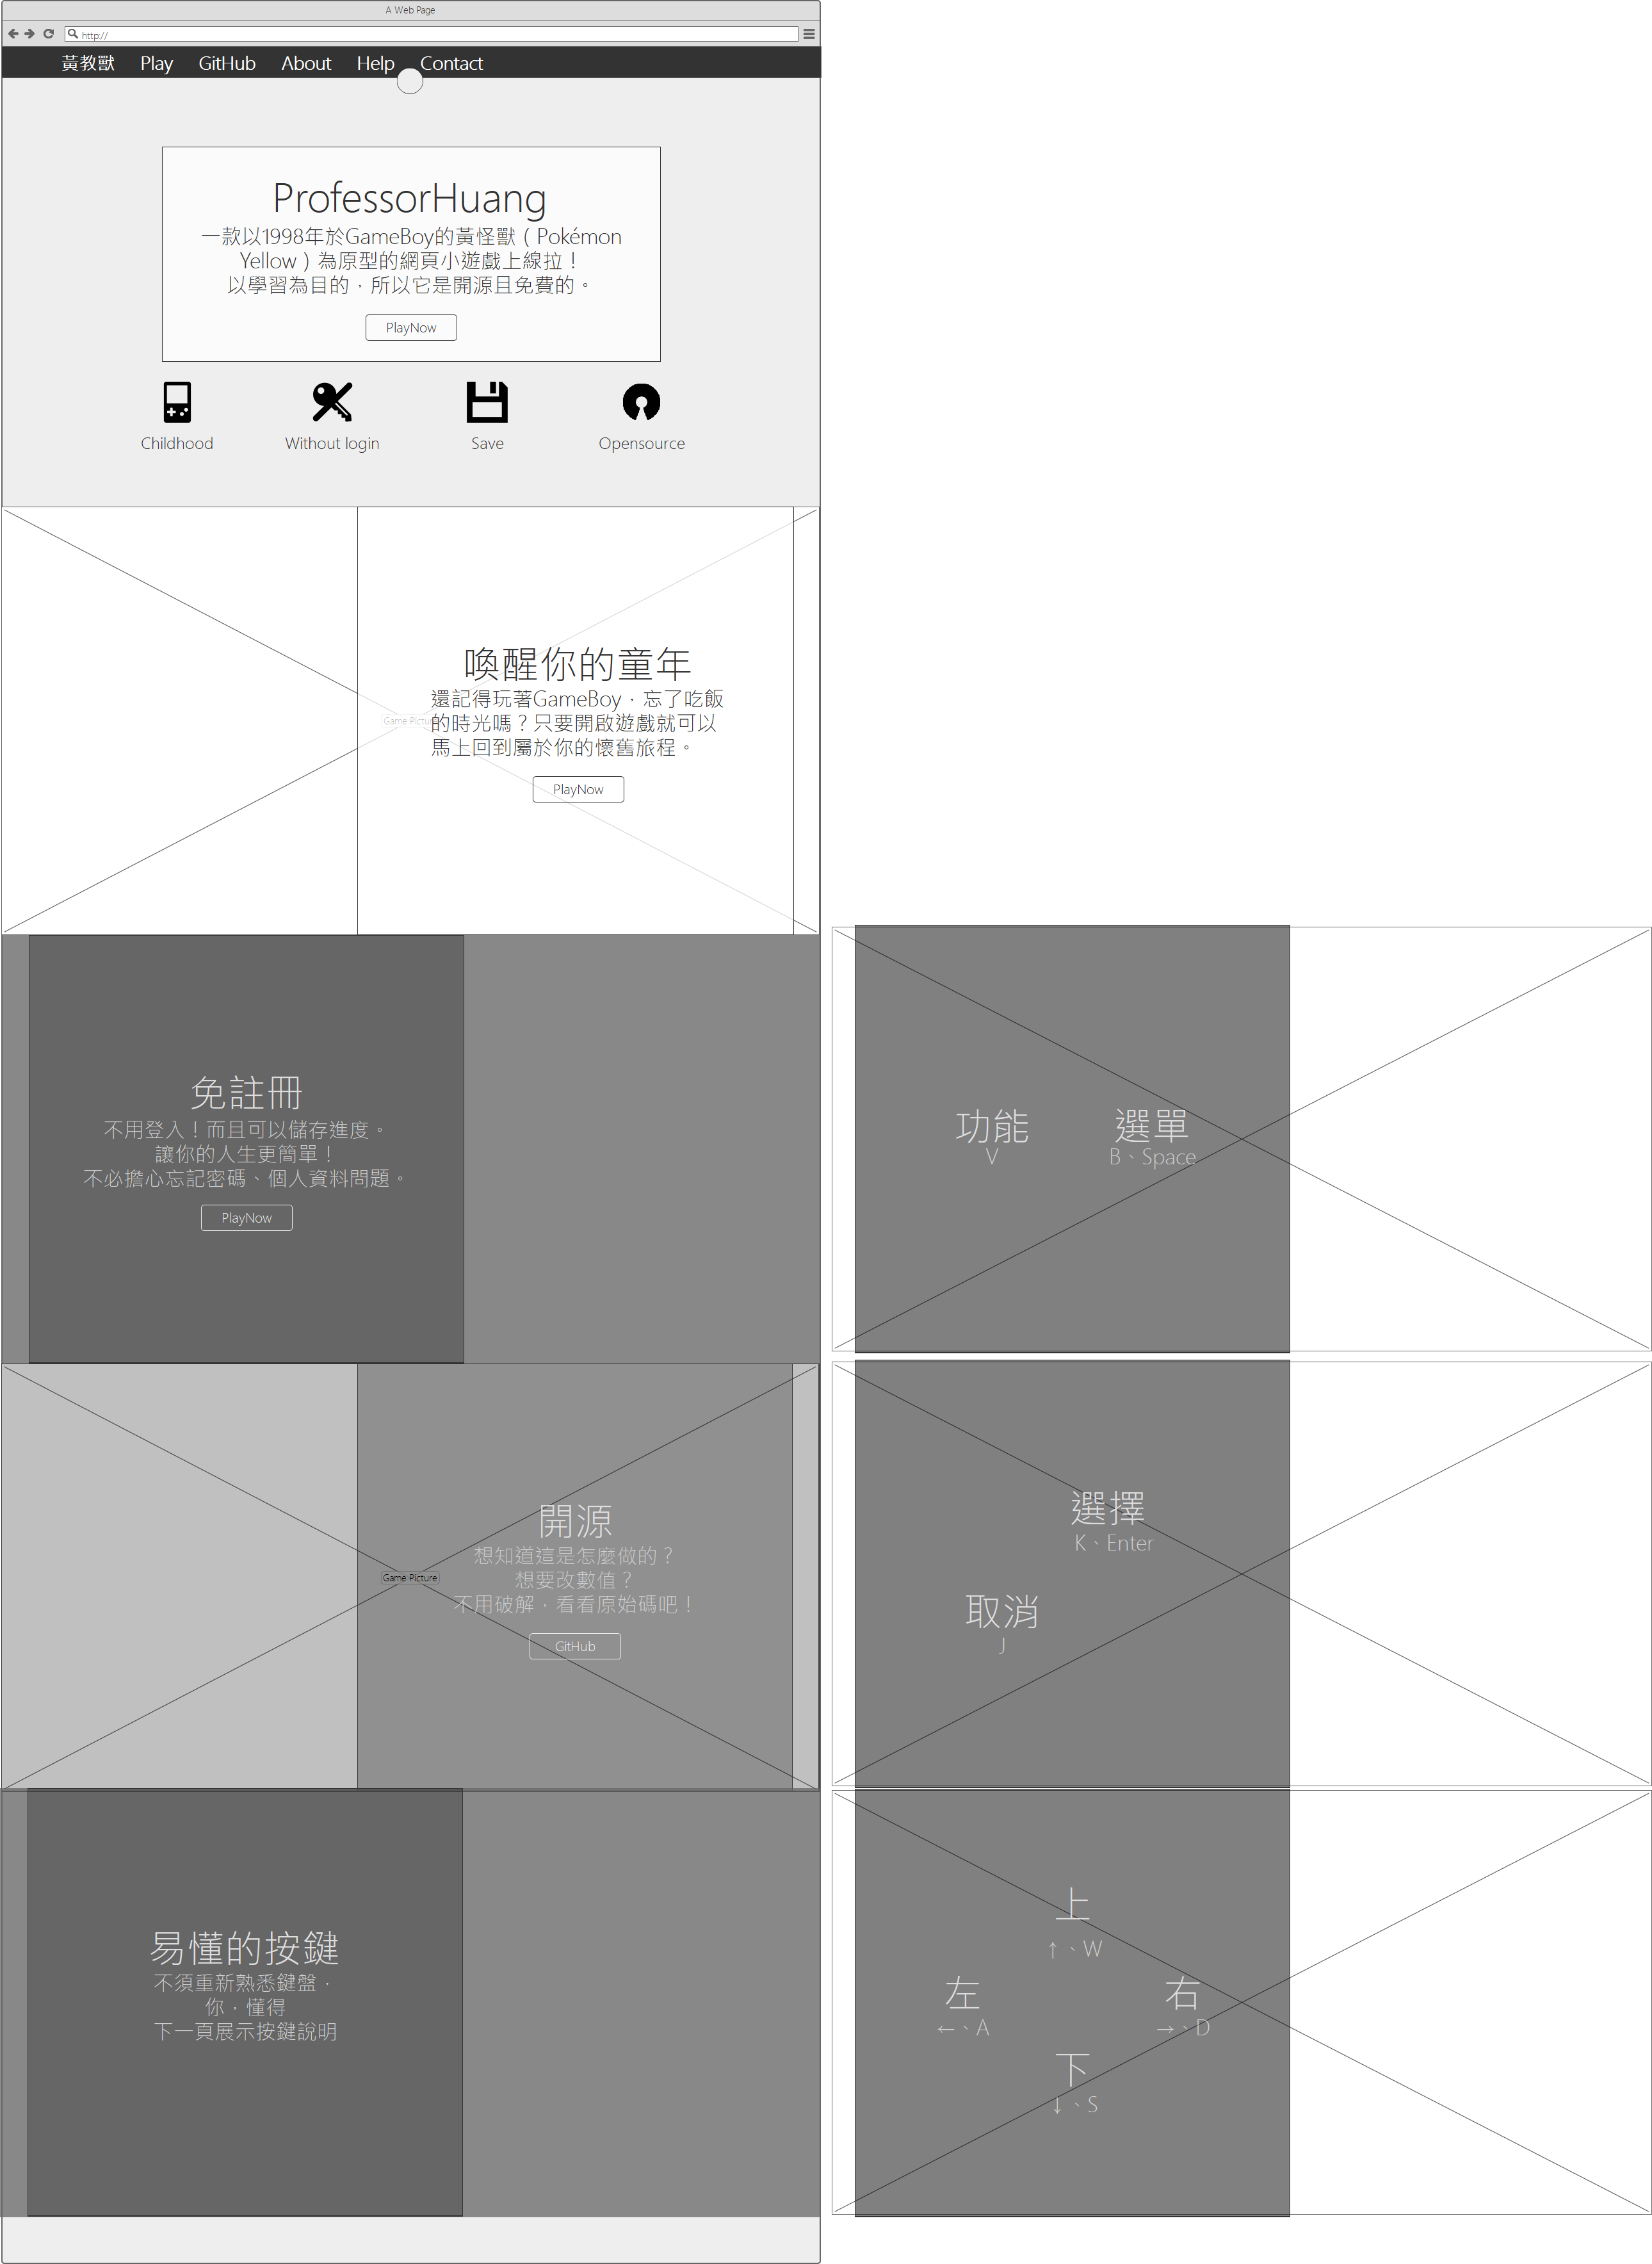 A Web Page
http://
黃教獸 Play GitHub About Help Contact
ProfessorHuang
一款以1998年於GameBoy的黃怪獸（Pokémon
Yellow）為原型的網頁小遊戲上線拉！
以學習為目的，所以它是開源且免費的。
PlayNow
Childhood Without login Save Opensource
喚醒你的童年
還記得玩著GameBoy，忘了吃飯
的時光嗎？只要開啟遊戲就可以
馬上回到屬於你的懷舊旅程。
Game Picture
PlayNow
免註冊
不用登入！而且可以儲存進度。
讓你的人生更簡單！
不必擔心忘記密碼、個人資料問題。
PlayNow
功能
V
選單
B、Space
開源
想知道這是怎麼做的？
想要改數值？
不用破解，看看原始碼吧！
Game Picture
GitHub
選擇
K、Enter
取消
J
易懂的按鍵
不須重新熟悉鍵盤，
你，懂得
下一頁展示按鍵說明
上
↑、W
左
←、A
右
→、D
下
↓、S